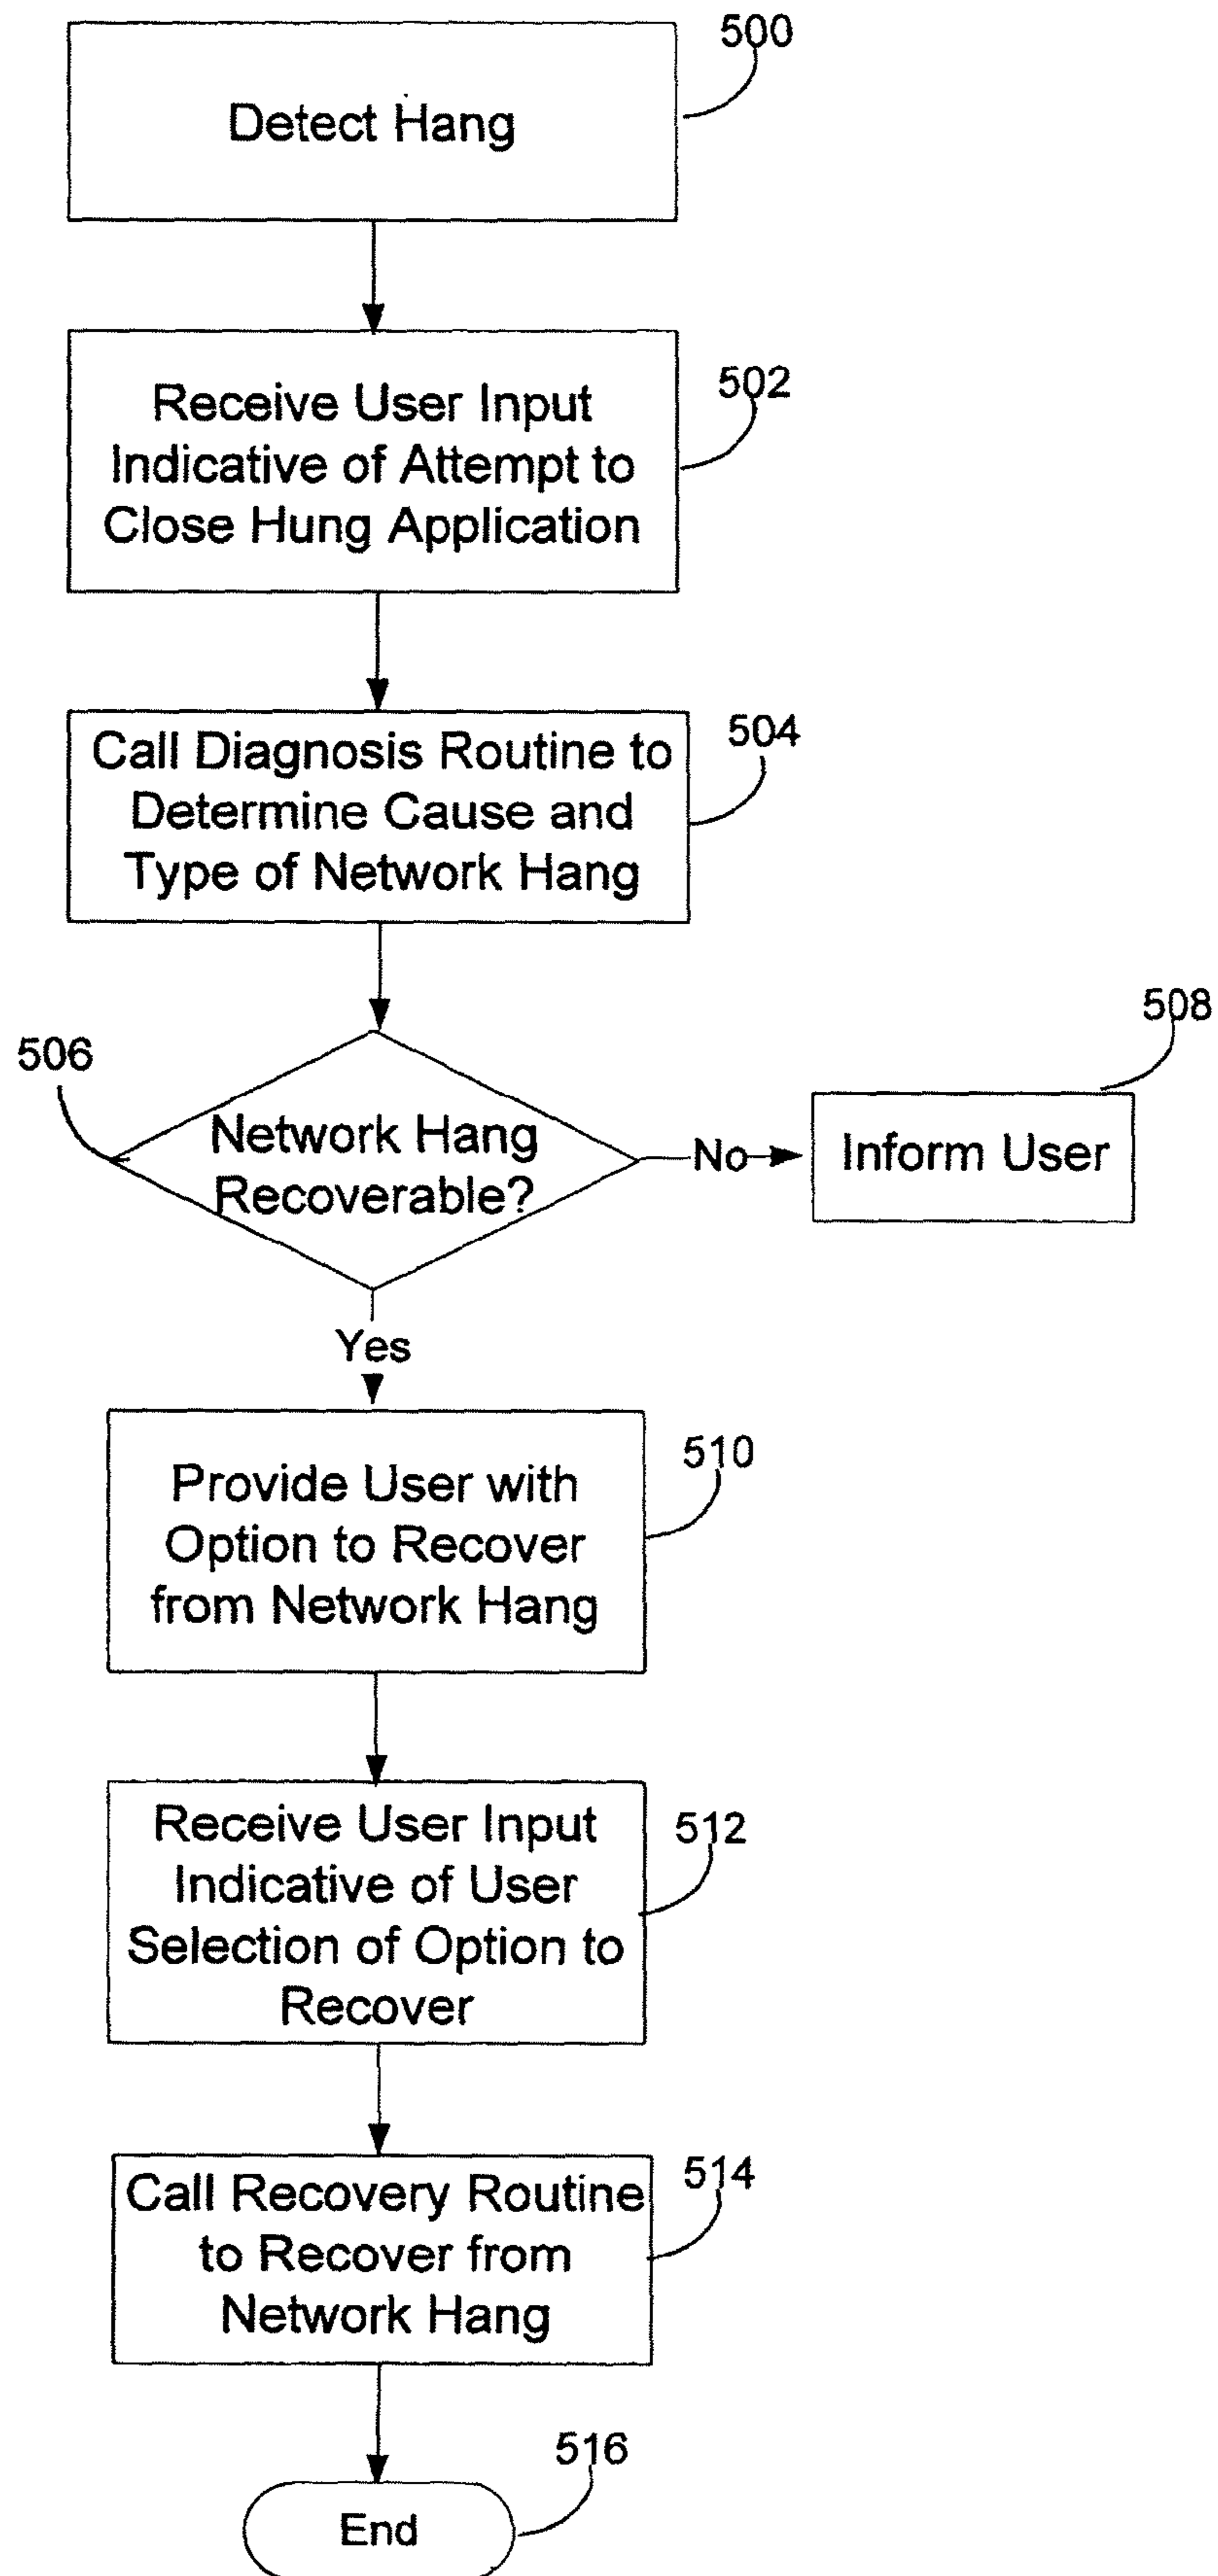 500
Detect Hang
502
Receive User Input
Indicative of Attempt to
Close Hung Application
504
Call Diagnosis Routine to
Determine Cause and
Type of Network Hang
506
Network Hang
Recoverable?
No
508
Inform User
Yes
510
Provide User with
Option to Recover
from Network Hang
512
Receive User Input
Indicative of User
Selection of Option to
Recover
514
Call Recovery Routine
to Recover from
Network Hang
516
End